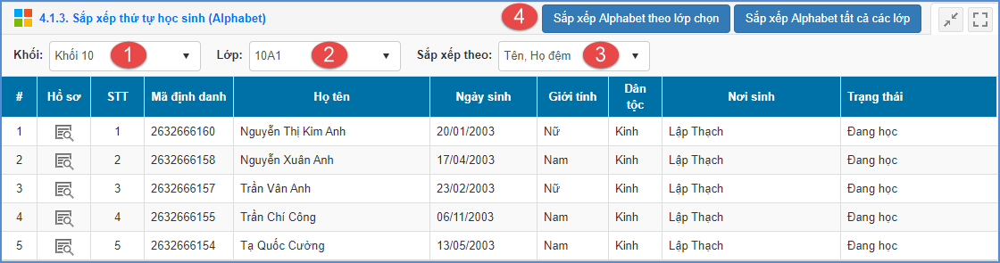 4.1.3. Sắp xếp thứ tự học sinh (Alphabet) 4 Sắp xếp Alphabet theo lớp chọn Sắp xếp Alphabet tất cả các lớp
Khối: Khối 10 1 Lớp: 10A1 2 Sắp xếp theo: Tên, Họ đệm 3
# Hồ sơ STT Mã định danh Họ tên Ngày sinh Giới tính Dân tộc Nơi sinh Trạng thái
1 1 2632666160 Nguyễn Thị Kim Anh 20/01/2003 Nữ Kinh Lập Thạch Đang học
2 2 2632666158 Nguyễn Xuân Anh 17/04/2003 Nam Kinh Lập Thạch Đang học
3 3 2632666157 Trần Vân Anh 23/02/2003 Nữ Kinh Lập Thạch Đang học
4 4 2632666155 Trần Chí Công 06/11/2003 Nam Kinh Lập Thạch Đang học
5 5 2632666154 Tạ Quốc Cường 13/05/2003 Nam Kinh Lập Thạch Đang học